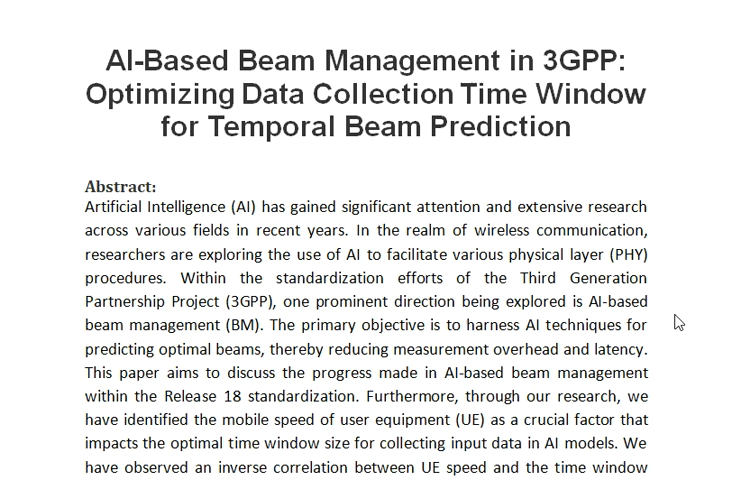 AI-Based Beam Management in 3GPP:
Optimizing Data Collection Time Window
for Temporal Beam Prediction
Abstract:
Artificial Intelligence (AI) has gained significant attention and extensive research
across various fields in recent years. In the realm of wireless communication,
researchers are exploring the use of AI to facilitate various physical layer (PHY)
procedures. Within the standardization efforts of the Third Generation
Partnership Project (3GPP), one prominent direction being explored is AI-based
beam management (BM). The primary objective is to harness AI techniques for
predicting optimal beams, thereby reducing measurement overhead and latency.
This paper aims to discuss the progress made in AI-based beam management
within the Release 18 standardization. Furthermore, through our research, we
have identified the mobile speed of user equipment (UE) as a crucial factor that
impacts the optimal time window size for collecting input data in AI models. We
have observed an inverse correlation between UE speed and the time window